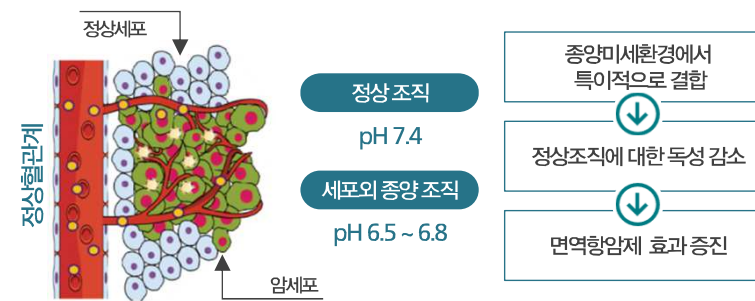 정상세포
정상혈관계
암세포
정상 조직
pH 7.4
세포외 종양 조직
pH 6.5 ~ 6.8
종양미세환경에서
특이적으로 결합
정상조직에 대한 독성 감소
면역항암제 효과 증진